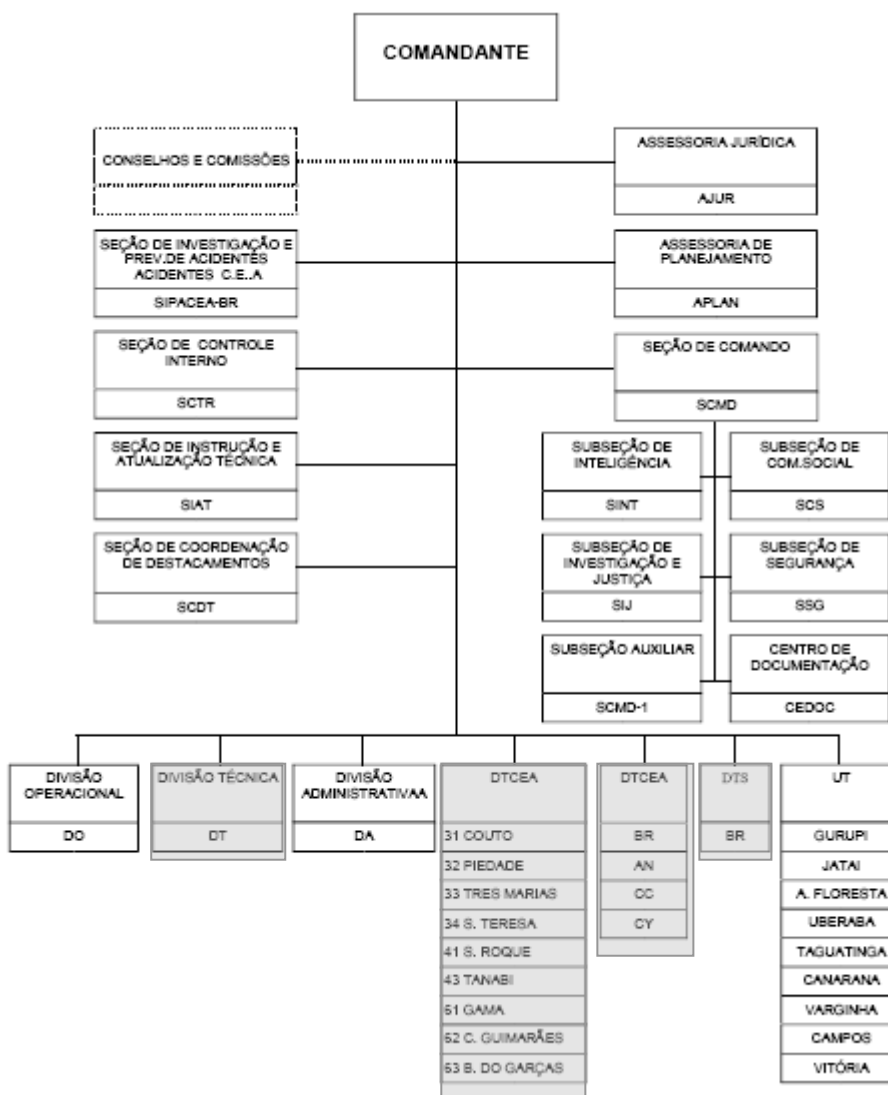 COMANDANTE
CONSELHOS E COMISSÕES
ASSESSORIA JURÍDICA
AJUR
SEÇÃO DE INVESTIGAÇÃO E
PREV.DE ACIDENTES
ACIDENTES C.E..A
SIPACEA-BR
ASSESSORIA DE
PLANEJAMENTO
APLAN
SEÇÃO DE CONTROLE
INTERNO
SCTR
SEÇÃO DE COMANDO
SCMD
SEÇÃO DE INSTRUÇÃO E
ATUALIZAÇÃO TÉCNICA
SIAT
SUBSEÇÃO DE
INTELIGÊNCIA
SINT
SUBSEÇÃO DE
COM.SOCIAL
SCS
SEÇÃO DE COORDENAÇÃO
DE DESTACAMENTOS
SCDT
SUBSEÇÃO DE
INVESTIGAÇÃO E
JUSTIÇA
SIJ
SUBSEÇÃO DE
SEGURANÇA
SSG
SUBSEÇÃO AUXILIAR
SCMD-1
CENTRO DE
DOCUMENTAÇÃO
CEDOC
DIVISÃO
OPERACIONAL
DO
DIVISÃO TÉCNICA
DT
DIVISÃO
ADMINISTRATIVAA
DA
DTCEA
31 COUTO
32 PIEDADE
33 TRES MARIAS
34 S. TERESA
41 S. ROQUE
43 TANABI
51 GAMA
52 C. GUIMARÃES
53 B. DO GARÇAS
DTCEA
BR
AN
CC
CY
DTS
BR
UT
GURUPI
JATAI
A. FLORESTA
UBERABA
TAGUATINGA
CANARANA
VARGINHA
CAMPOS
VITÓRIA